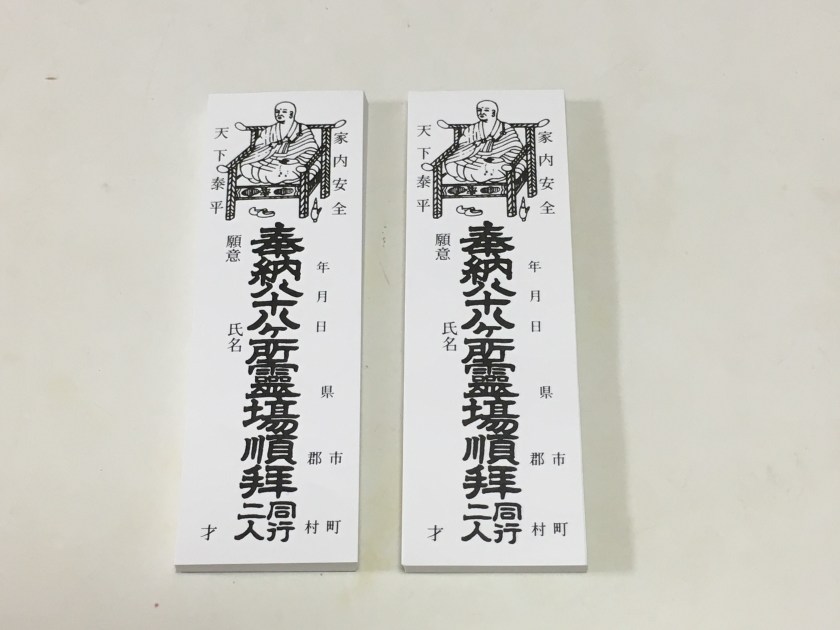 家内安全
天下泰平
年月日
県
市
郡
町
村
奉納八十八ヶ所霊場順拝
同行
二人
願意
氏名
才
家内安全
天下泰平
年月日
県
市
郡
町
村
奉納八十八ヶ所霊場順拝
同行
二人
願意
氏名
才